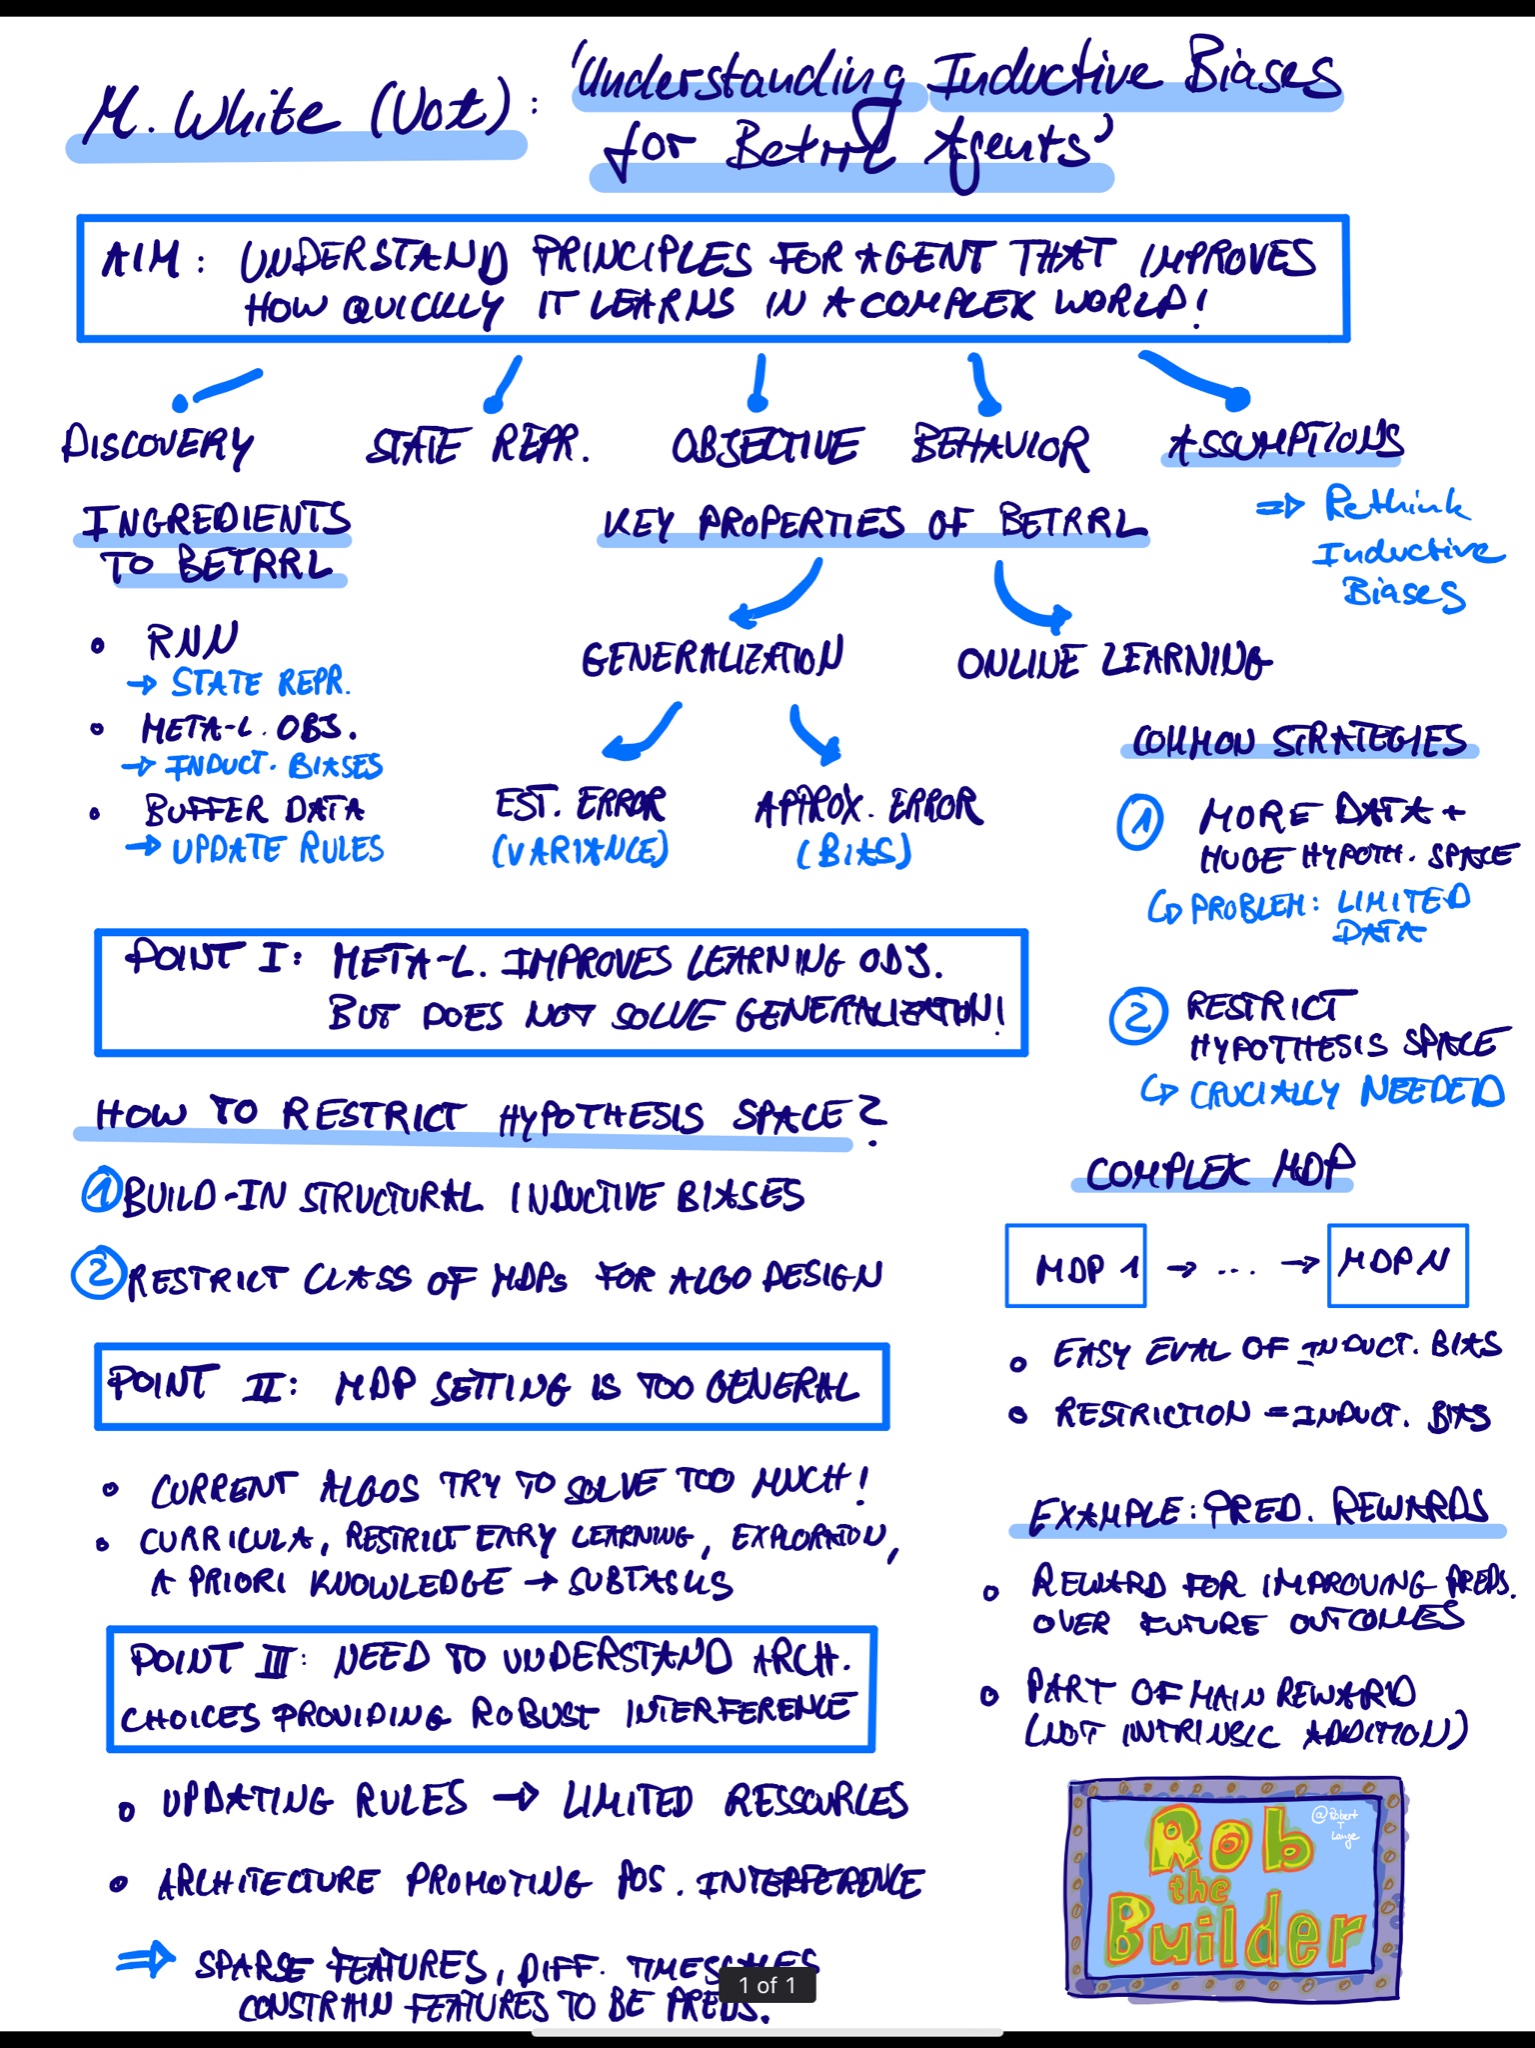 M. White (UoT):
'Understanding Inductive Biases
for Betrrl Agents'
AIM: UNDERSTAND PRINCIPLES FOR AGENT THAT IMPROVES
HOW QUICKLY IT LEARNS IN A COMPLEX WORLD!
DISCOVERY
STATE REPR.
OBJECTIVE
BEHAVIOR
ASSUMPTIONS
⇒ Rethink
Inductive
Biases
INGREDIENTS
TO BETRRL
• RNN
→ STATE REPR.
• META-L. OBJ.
→ INDUCT. BIASES
• BUFFER DATA
→ UPDATE RULES
KEY PROPERTIES OF BETRRL
GENERALIZATION
ONLINE LEARNING
EST. ERROR
(VARIANCE)
APPROX. ERROR
(BIAS)
COMMON STRATEGIES
1 MORE DATA +
HUGE HYPOTH. SPACE
↳ PROBLEM: LIMITED
DATA
2 RESTRICT
HYPOTHESIS SPACE
↳ CRUCIALLY NEEDED
POINT I: META-L. IMPROVES LEARNING OBJ.
BUT DOES NOT SOLVE GENERALIZATION!
HOW TO RESTRICT HYPOTHESIS SPACE?
1 BUILD-IN STRUCTURAL INDUCTIVE BIASES
2 RESTRICT CLASS OF MDPs FOR ALGO DESIGN
POINT II: MDP SETTING IS TOO GENERAL
• CURRENT ALGOS TRY TO SOLVE TOO MUCH!
• CURRICULA, RESTRICT EARY LEARNING, EXPLORATION,
A PRIORI KNOWLEDGE → SUBTASKS
POINT III: NEED TO UNDERSTAND ARCH.
CHOICES PROVIDING ROBUST INTERFERENCE
• UPDATING RULES → LIMITED RESSOURCES
• ARCHITECTURE PROMOTING POS. INTERFERENCE
⇒ SPARSE FEATURES, DIFF. TIMESCALES
CONSTRAIN FEATURES TO BE PREDS.
COMPLEX MDP
MDP 1 → ... → MDP N
• EASY EVAL OF INDUCT. BIAS
• RESTRICTION = INDUCT. BIAS
EXAMPLE: PRED. REWARDS
• REWARD FOR IMPROVING PREDS.
OVER FUTURE OUTCOMES
• PART OF MAIN REWARD
(NOT INTRINSIC ADDITION)
Rob
the
Builder
@Robert
T
Lange
1 of 1